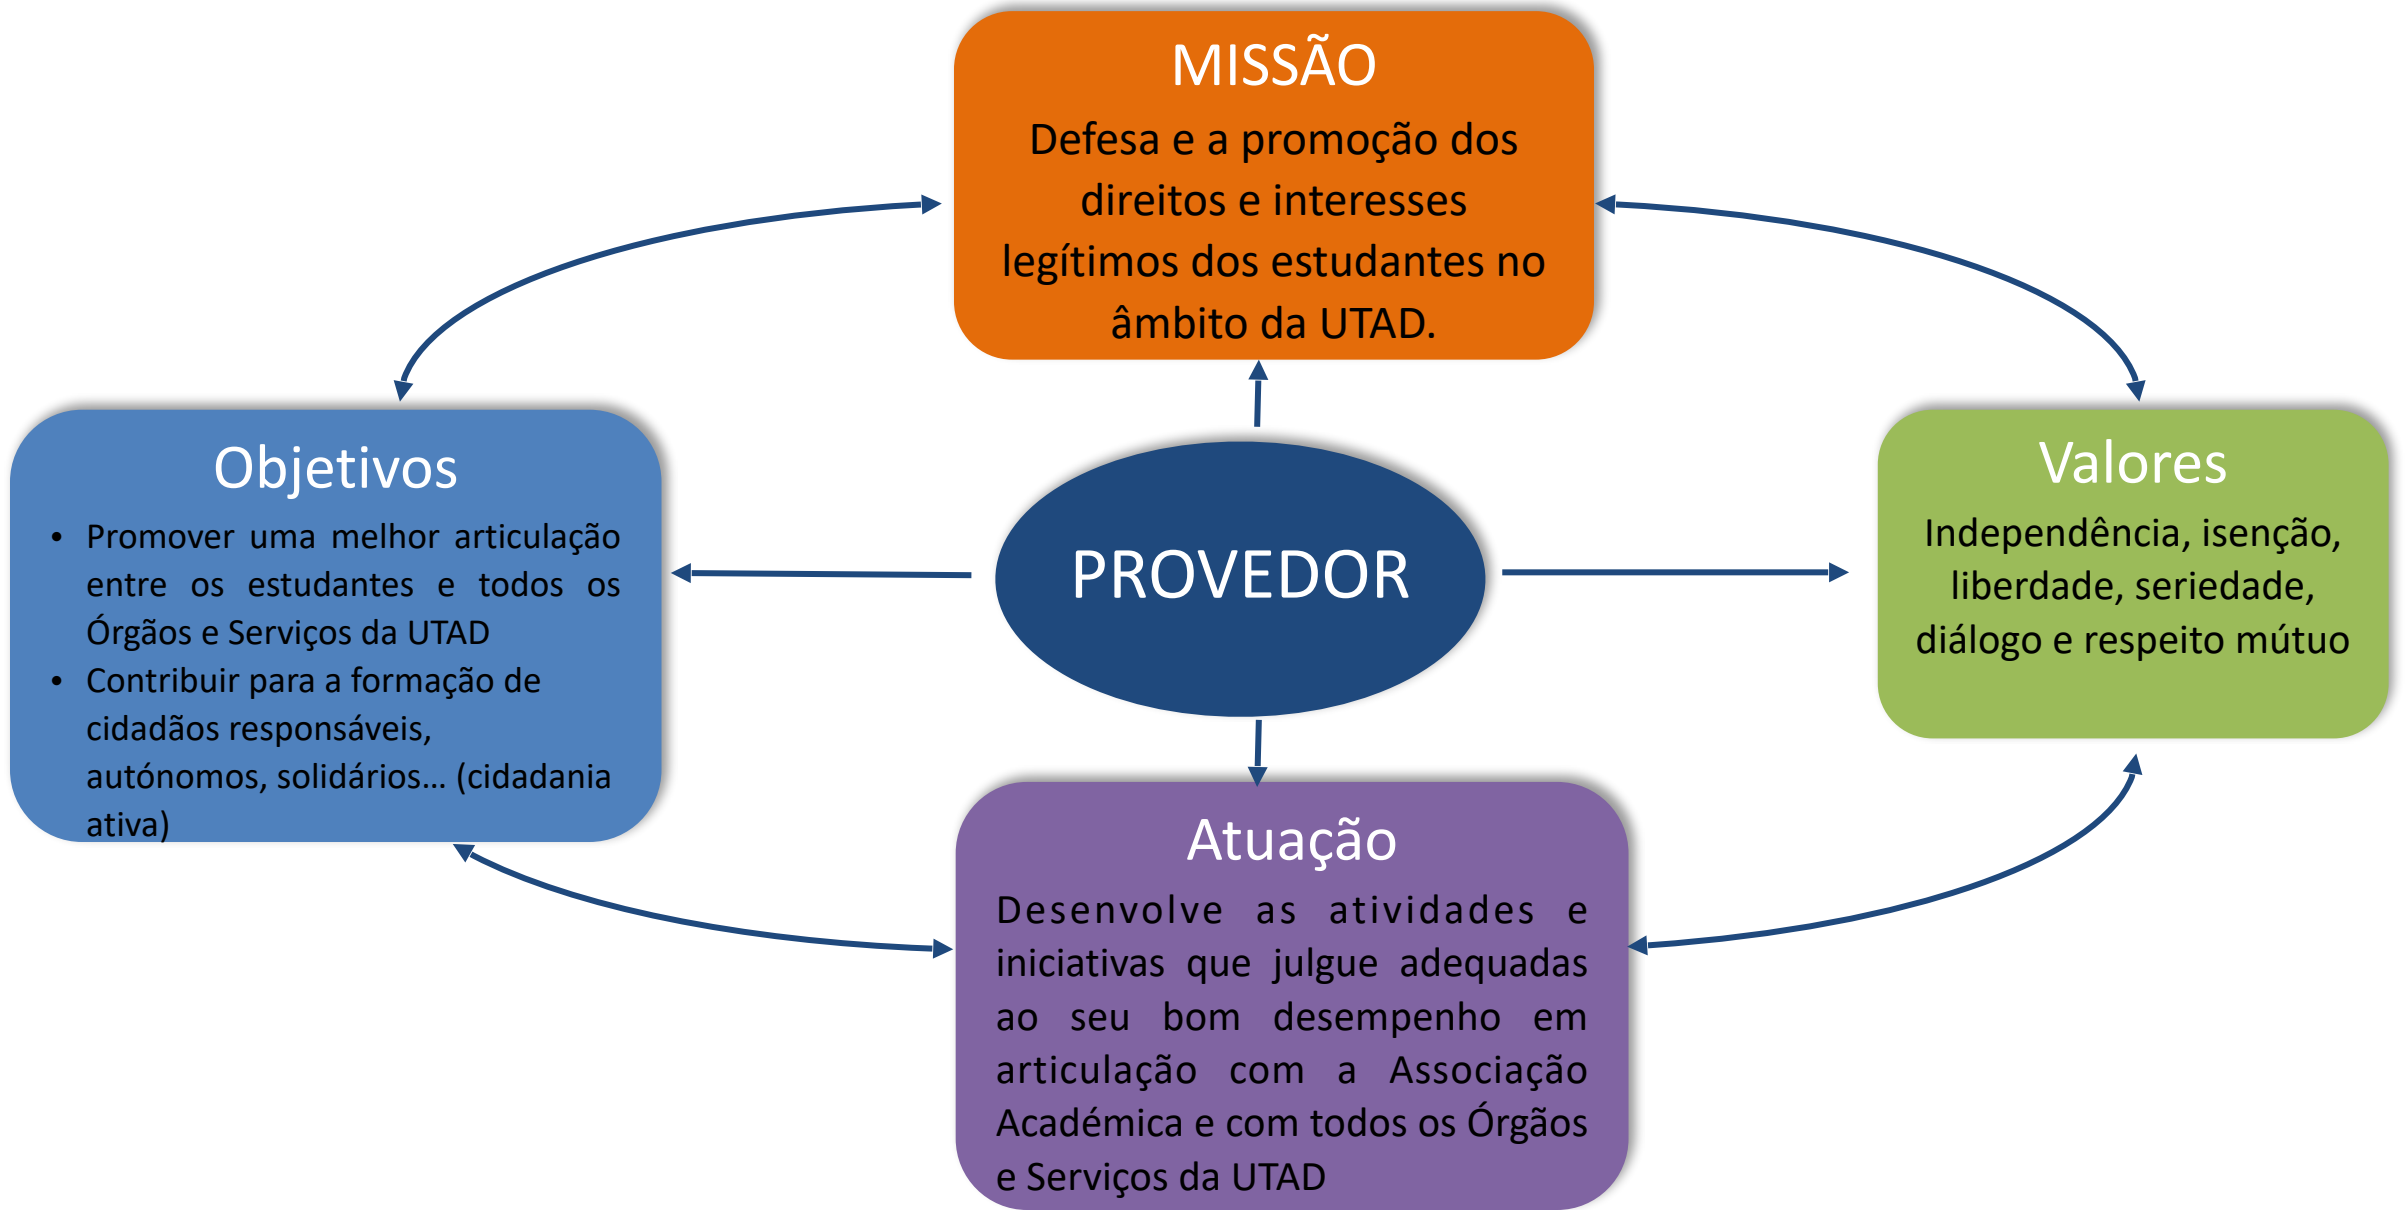 MISSÃO
Defesa e a promoção dos
direitos e interesses
legítimos dos estudantes no
âmbito da UTAD.
Objetivos
• Promover uma melhor articulação
entre os estudantes e todos os
Órgãos e Serviços da UTAD
• Contribuir para a formação de
cidadãos responsáveis,
autónomos, solidários... (cidadania
ativa)
PROVEDOR
Valores
Independência, isenção,
liberdade, seriedade,
diálogo e respeito mútuo
Atuação
Desenvolve as atividades e
iniciativas que julgue adequadas
ao seu bom desempenho em
articulação com a Associação
Académica e com todos os Órgãos
e Serviços da UTAD